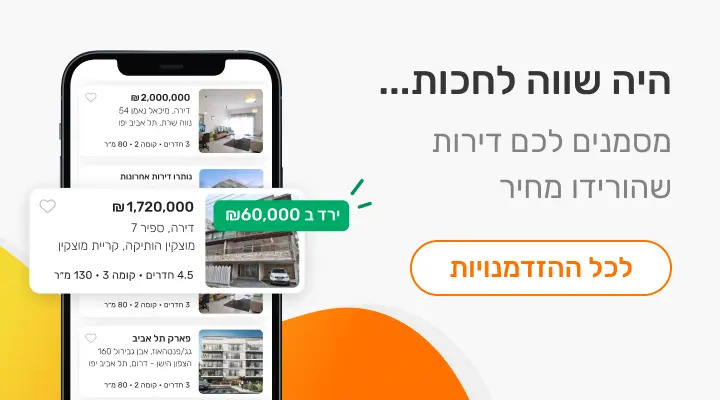 היה שווה לחכות...
מסמנים לכם דירות
שהורידו מחיר
לכל ההזדמנויות
2,000,000 ₪
דירה, מיכאל נאמן 54
נווה שרת, תל אביב יפו
3 חדרים • קומה 2 • 80 מ״ר
נותרו דירות אחרונות
ירד ב 60,000₪
1,720,000 ₪
דירה, ספיר 7
מוצקין הותיקה, קריית מוצקין
4.5 חדרים • קומה 3 • 130 מ״ר
3 חדרים • קומה 2 • 80 מ״ר
פארק תל אביב
גג/פנטהאוז, אבן גבירול 160
הצפון הישן - דרום, תל אביב יפו
3 חדרים • קומה 2 • 80 מ״ר